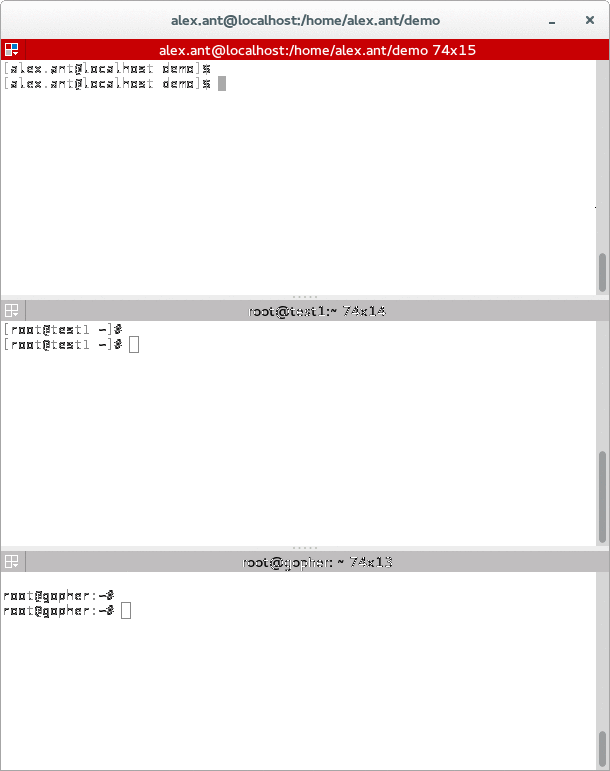 alex.ant@localhost:/home/alex.ant/demo
alex.ant@localhost:/home/alex.ant/demo 74x15
[alex.ant@localhost demo]$
[alex.ant@localhost demo]$
root@test1:~ 74x14
[root@test1 ~]#
[root@test1 ~]#
root@gopher: ~ 74x13
root@gopher:~#
root@gopher:~#